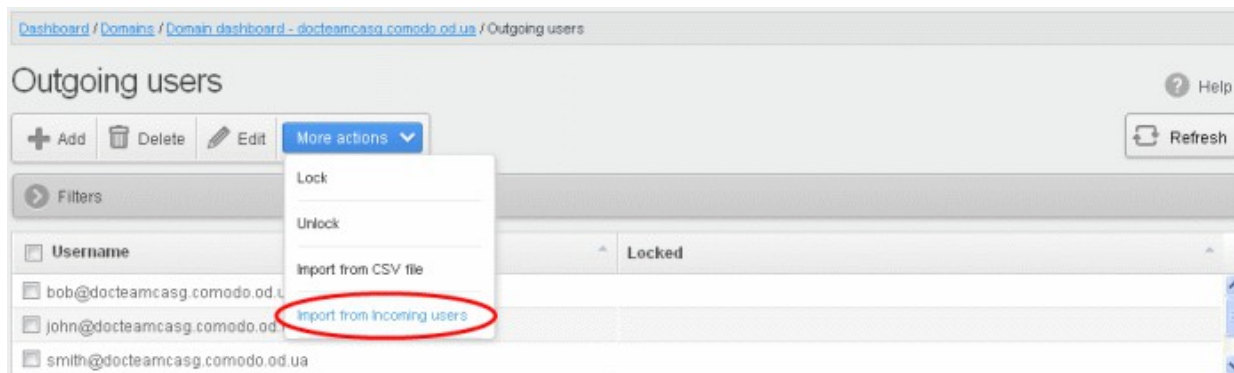 Dashboard / Domains / Domain dashboard - docteamcasg.comodo.od.ua / Outgoing users
Outgoing users
Help
Add Delete Edit More actions
Refresh
Lock
Filters
Unlock
Username Locked
Import from CSV file
bob@docteamcasg.comodo.od.u
Import from Incoming users
john@docteamcasg.comodo.od.
smith@docteamcasg.comodo.od.ua